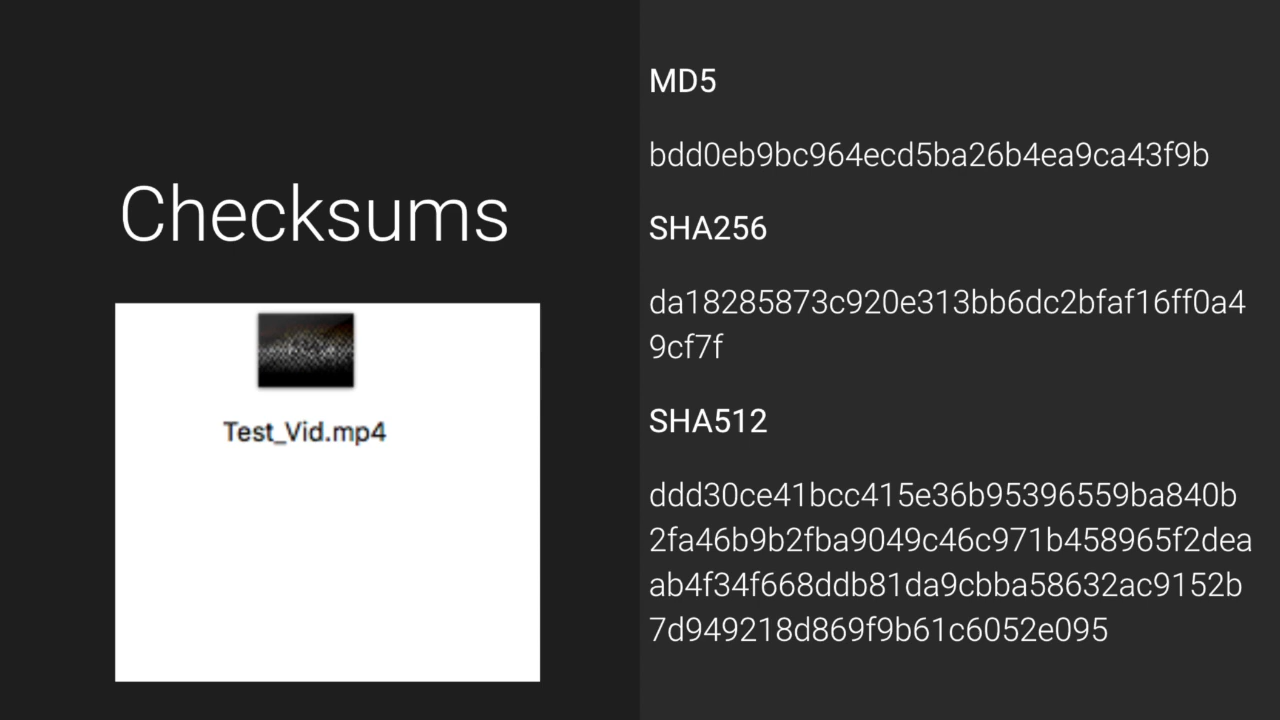 Checksums
Test_Vid.mp4
MD5
bdd0eb9bc964ecd5ba26b4ea9ca43f9b
SHA256
da18285873c920e313bb6dc2bfaf16ff0a4
9cf7f
SHA512
ddd30ce41bcc415e36b95396559ba840b
2fa46b9b2fba9049c46c971b458965f2dea
ab4f34f668ddb81da9cbba58632ac9152b
7d949218d869f9b61c6052e095